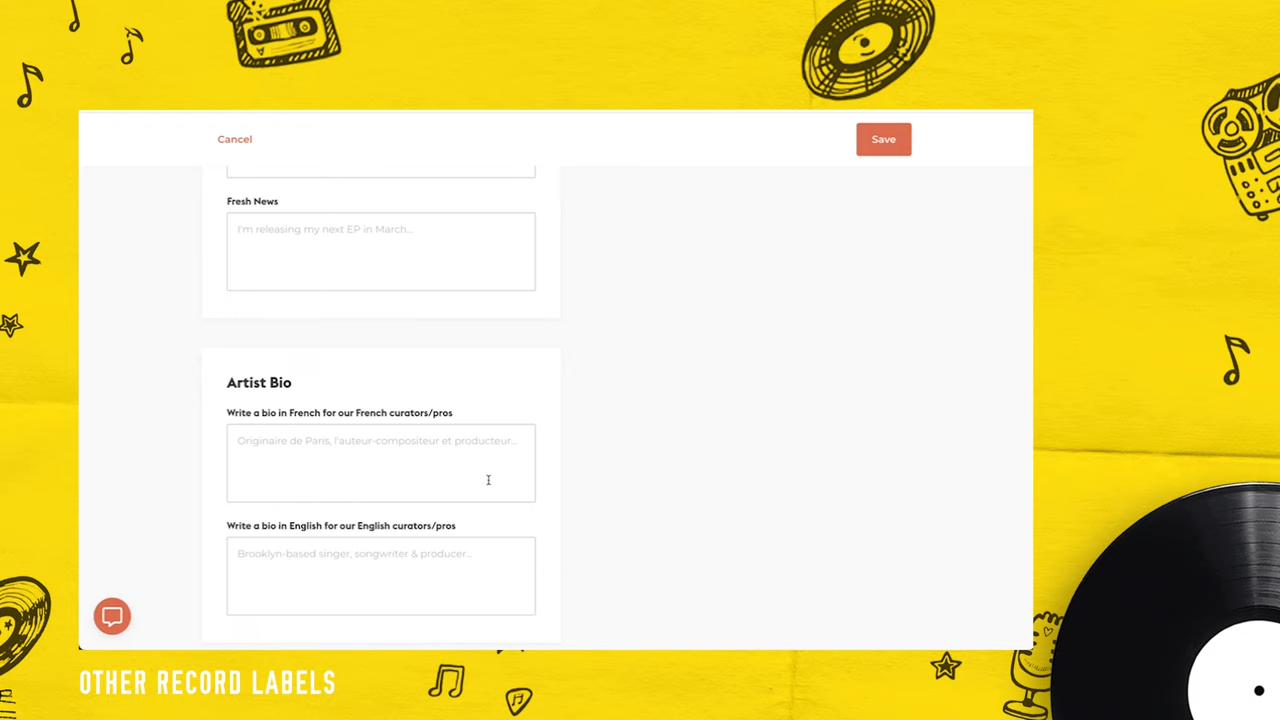 Cancel
Save
Fresh News
I'm releasing my next EP in March...
Artist Bio
Write a bio in French for our French curators/pros
Originaire de Paris, l'auteur-compositeur et producteur...
Write a bio in English for our English curators/pros
Brooklyn-based singer, songwriter & producer...
OTHER RECORD LABELS